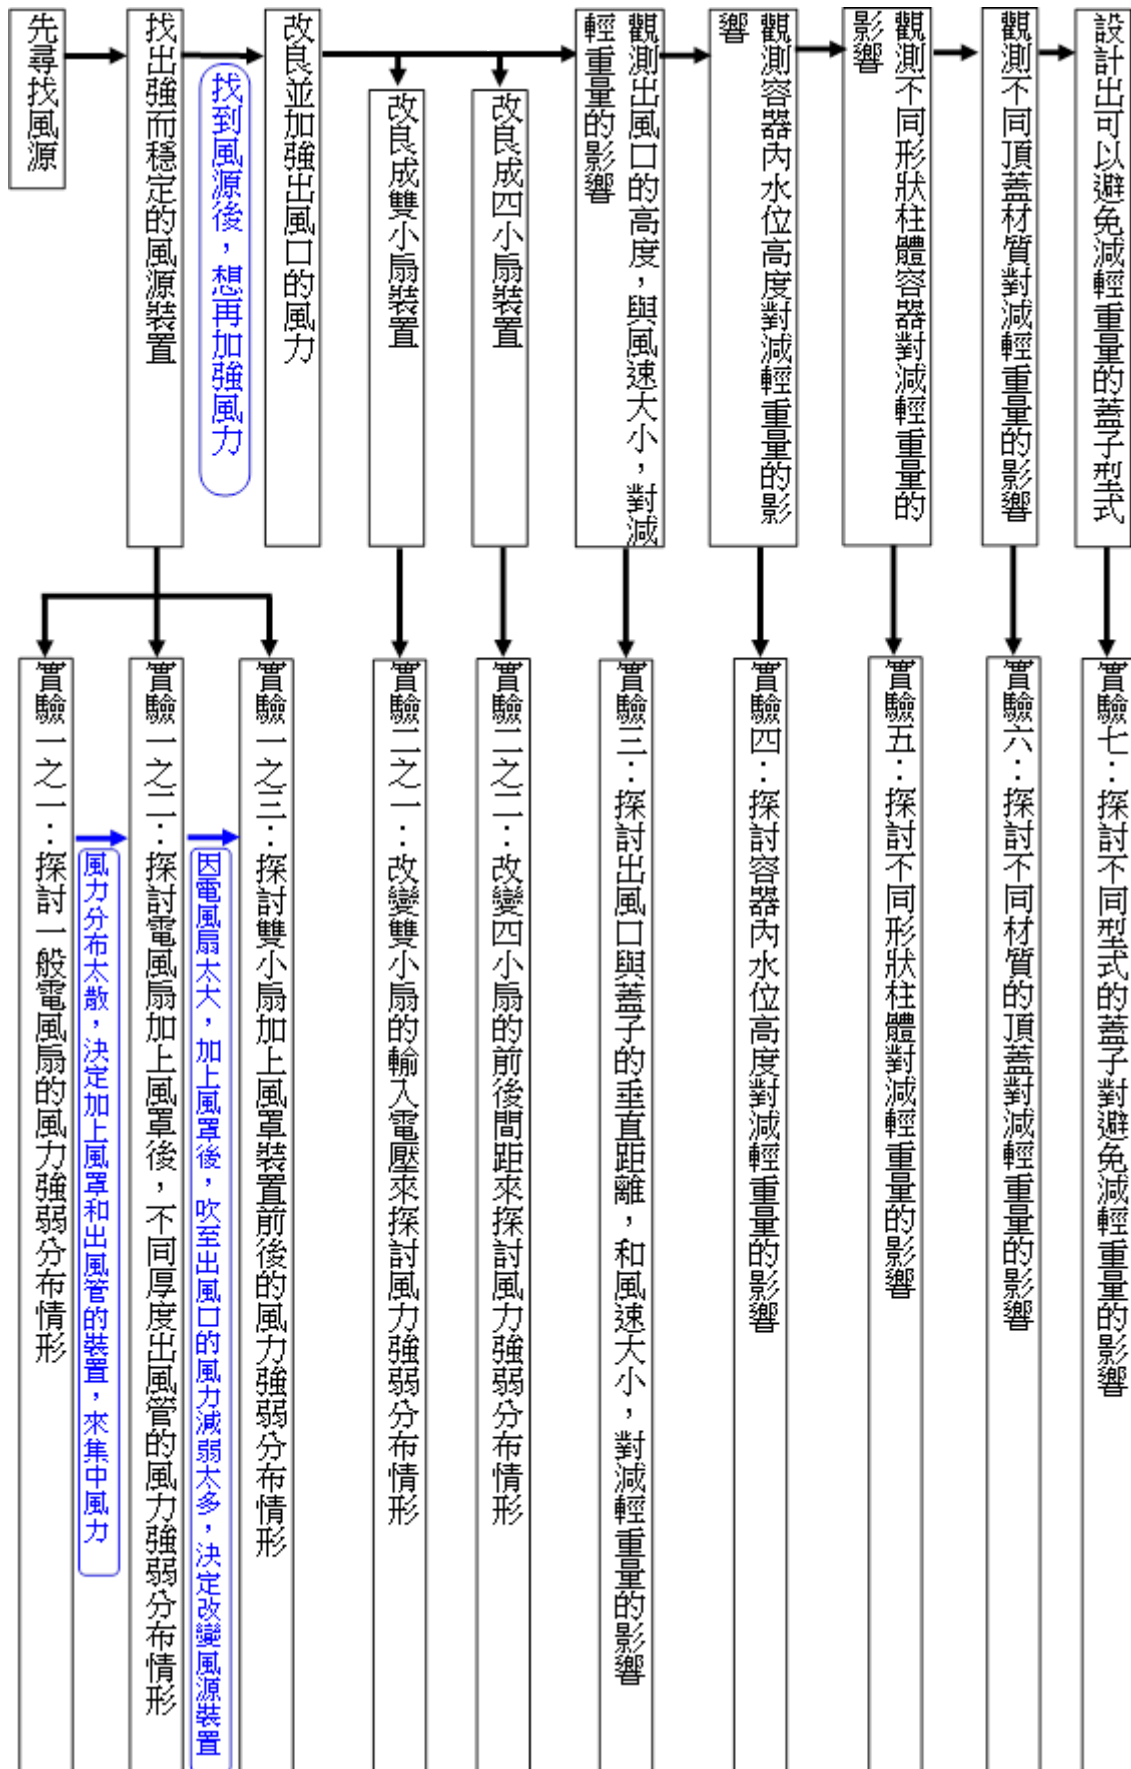 先尋找風源
找出強而穩定的風源裝置
找到風源後，想再加強風力
改良並加強出風口的風力
改良成雙小扇裝置
改良成四小扇裝置
觀測出風口的高度，與風速大小，對減
輕重量的影響
觀測容器內水位高度對減輕重量的影
響
觀測不同形狀柱體容器對減輕重量的
影響
觀測不同頂蓋材質對減輕重量的影響
設計出可以避免減輕重量的蓋子型式
實驗一之一：探討一般電風扇的風力強弱分布情形
風力分布太散，決定加上風罩和出風管的裝置，來集中風力
實驗一之二：探討電風扇加上風罩後，不同厚度出風管的風力強弱分布情形
因電風扇太大，加上風罩後，吹至出風口的風力減弱太多，決定改變風源裝置
實驗一之三：探討雙小扇加上風罩裝置前後的風力強弱分布情形
實驗二之一：改變雙小扇的輸入電壓來探討風力強弱分布情形
實驗二之二：改變四小扇的前後間距來探討風力強弱分布情形
實驗三：探討出風口與蓋子的垂直距離，和風速大小，對減輕重量的影響
實驗四：探討容器內水位高度對減輕重量的影響
實驗五：探討不同形狀柱體對減輕重量的影響
實驗六：探討不同材質的頂蓋對減輕重量的影響
實驗七：探討不同型式的蓋子對避免減輕重量的影響